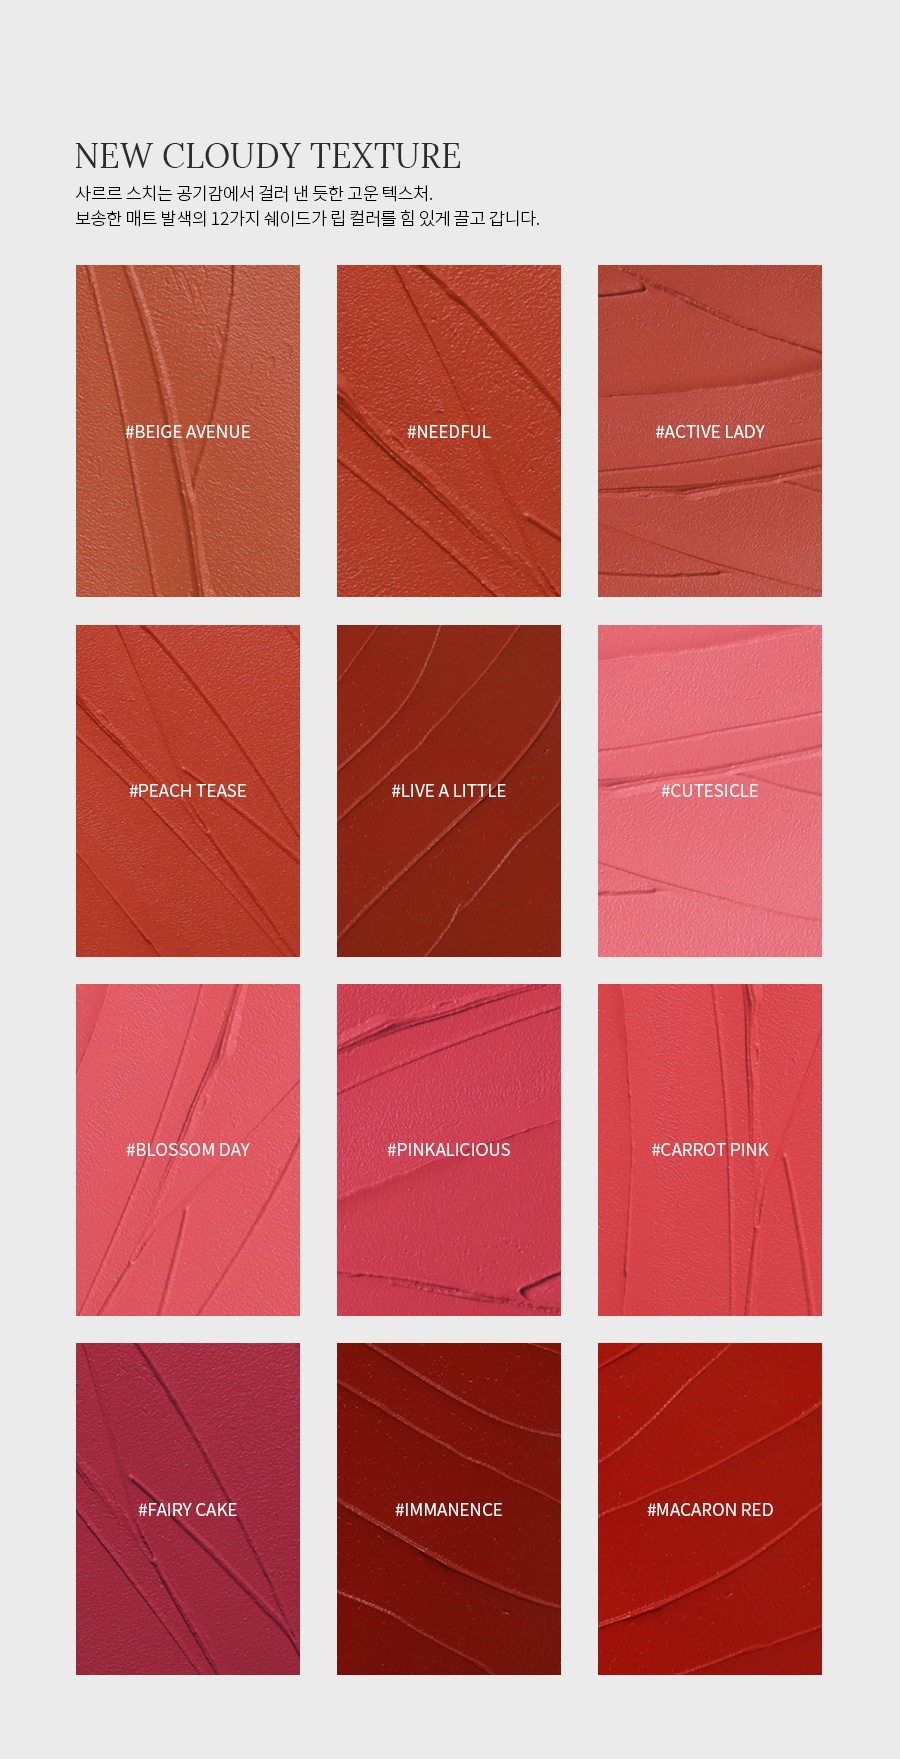 NEW CLOUDY TEXTURE
사르르 스치는 공기감에서 걸러 낸 듯한 고운 텍스처.
보송한 매트 발색의 12가지 쉐이드가 립 컬러를 힘 있게 끌고 갑니다.
#BEIGE AVENUE
#NEEDFUL
#ACTIVE LADY
#PEACH TEASE
#LIVE A LITTLE
#CUTESICLE
#BLOSSOM DAY
#PINKALICIOUS
#CARROT PINK
#FAIRY CAKE
#IMMANENCE
#MACARON RED